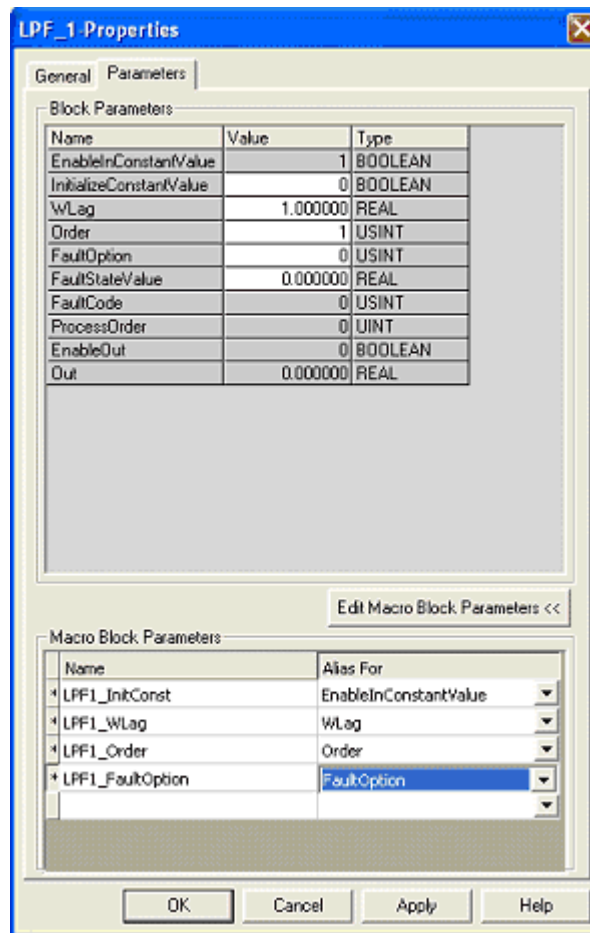 LPF_1-Properties
General Parameters
Block Parameters
Name Value Type
EnableInConstantValue 1 BOOLEAN
InitializeConstantValue 0 BOOLEAN
WLag 1.000000 REAL
Order 1 USINT
FaultOption 0 USINT
FaultStateValue 0.000000 REAL
FaultCode 0 USINT
ProcessOrder 0 UINT
EnableOut 0 BOOLEAN
Out 0.000000 REAL
Edit Macro Block Parameters <<
Macro Block Parameters
Name Alias For
* LPF1_InitConst EnableInConstantValue
* LPF1_WLag WLag
* LPF1_Order Order
* LPF1_FaultOption FaultOption
OK Cancel Apply Help